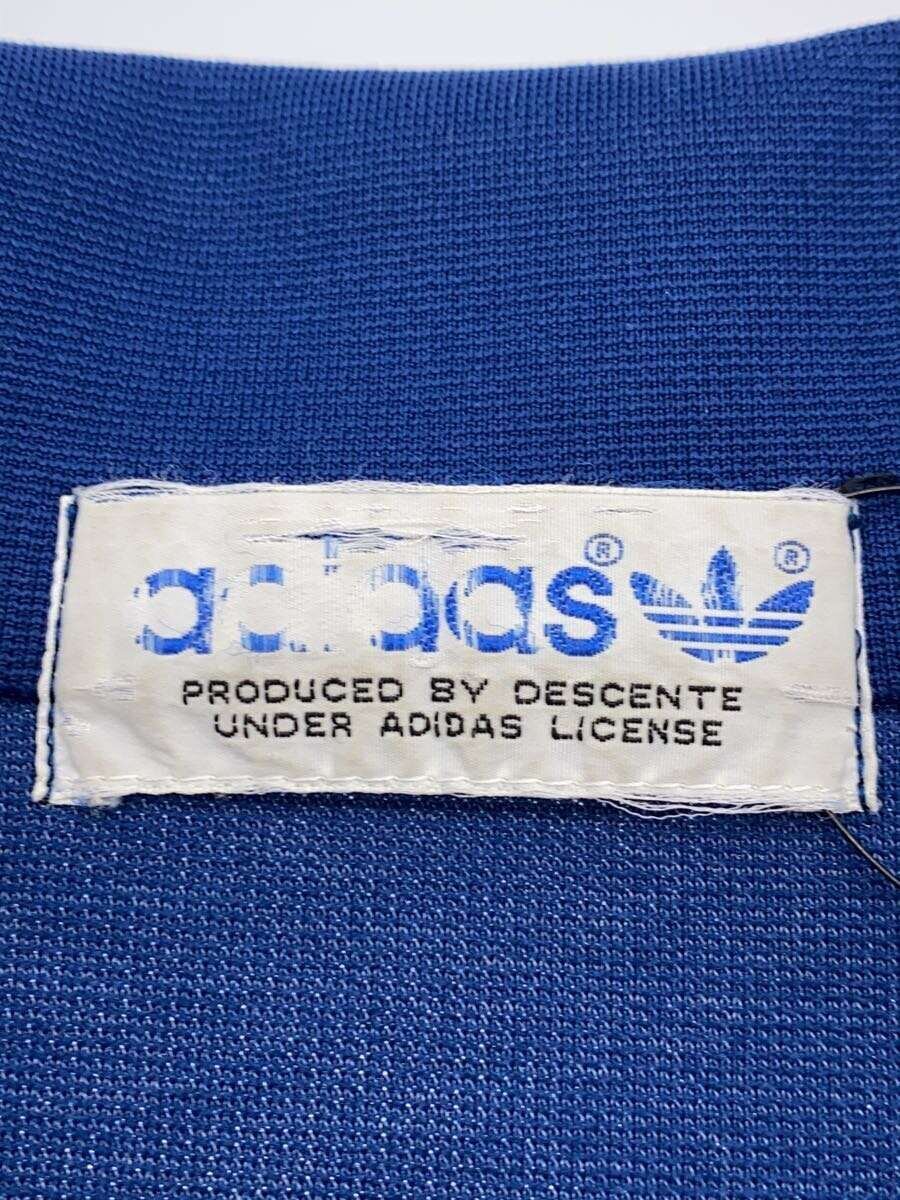 adidas®
®
PRODUCED BY DESCENTE
UNDER ADIDAS LICENSE